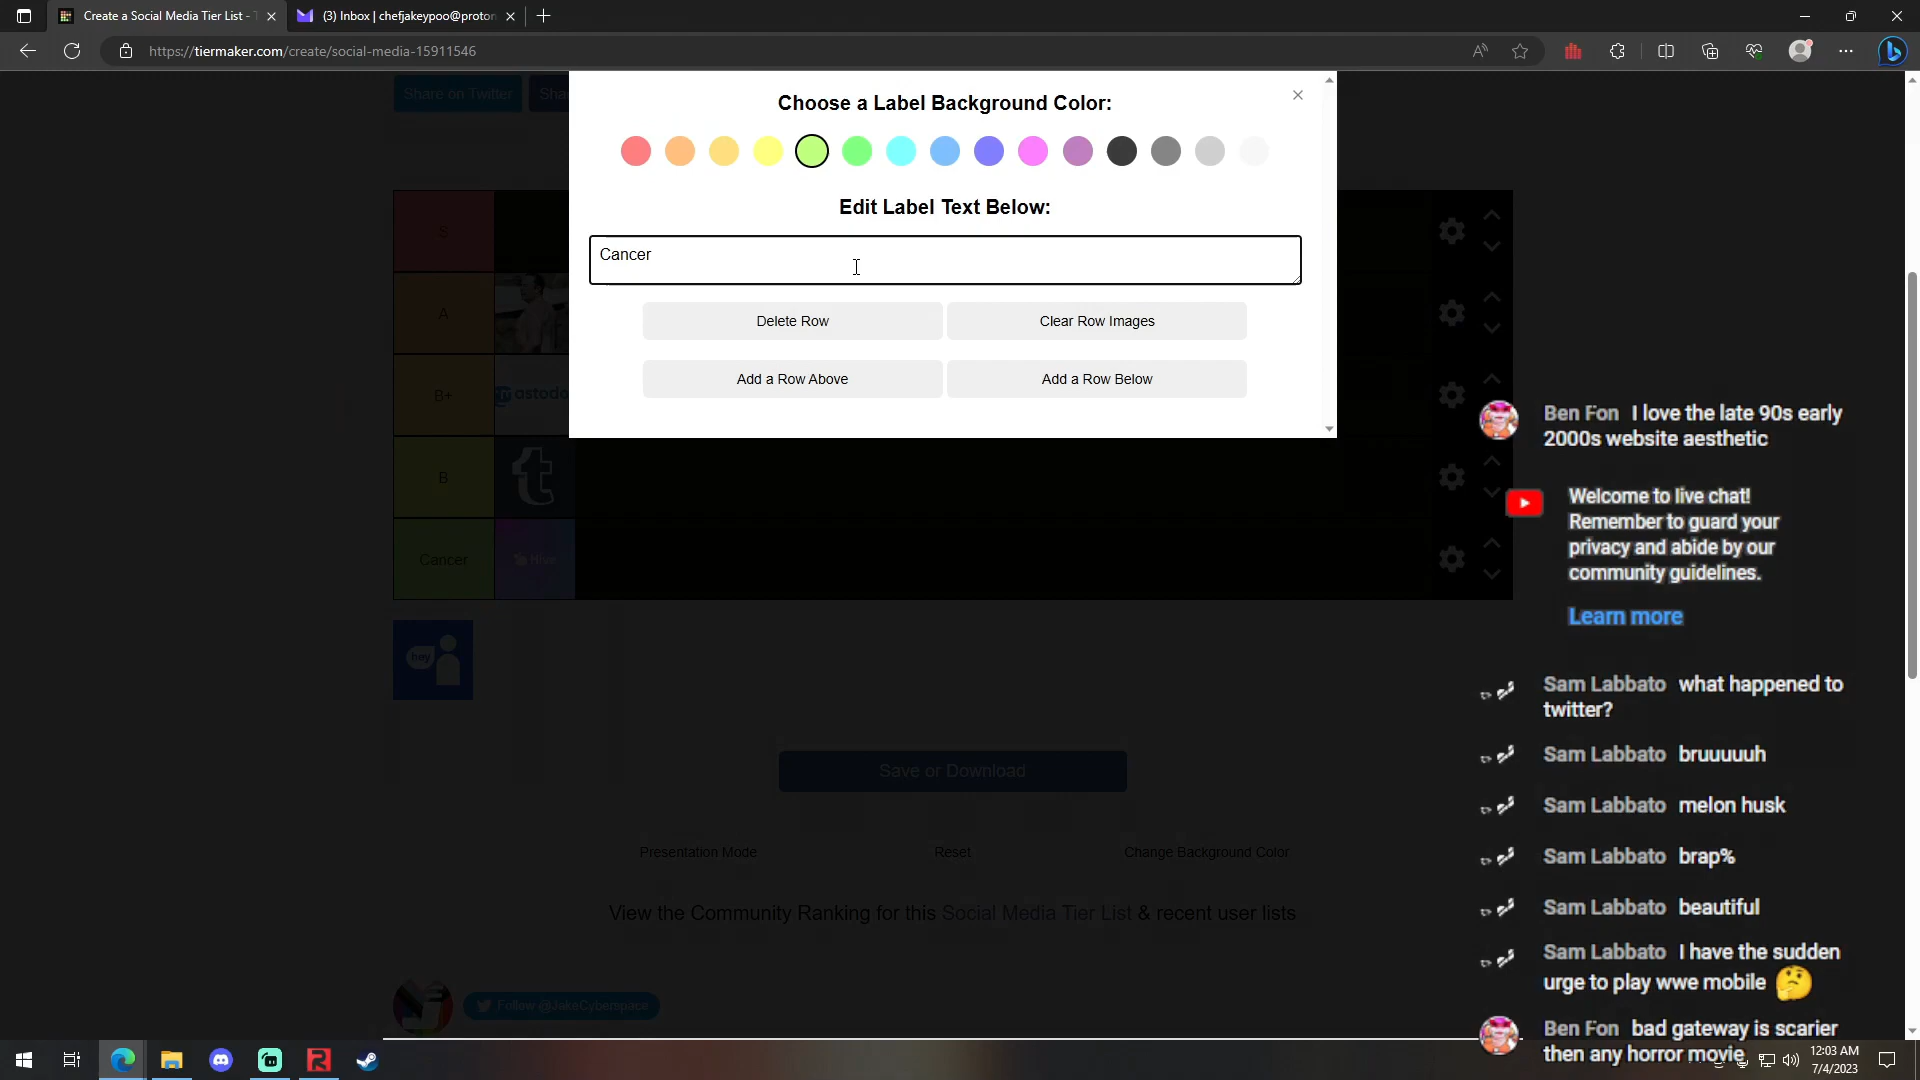 Create a Social Media Tier List - T
(3) Inbox | chefjakeypoo@proton
https://tiermaker.com/create/social-media-15911546
Share on Twitter
Sha
Choose a Label Background Color:
Edit Label Text Below:
Cancer
Delete Row
Clear Row Images
Add a Row Above
Add a Row Below
S
A
B+
mastodo
B
Cancer
Hive
hey
Save or Download
Presentation Mode
Reset
Change Background Color
View the Community Ranking for this Social Media Tier List & recent user lists
Follow @JakeCyberspace
Ben Fon I love the late 90s early
2000s website aesthetic
Welcome to live chat!
Remember to guard your
privacy and abide by our
community guidelines.
Learn more
Sam Labbato what happened to
twitter?
Sam Labbato bruuuuuh
Sam Labbato melon husk
Sam Labbato brap%
Sam Labbato beautiful
Sam Labbato I have the sudden
urge to play wwe mobile 🤔
Ben Fon bad gateway is scarier
then any horror movie
12:03 AM
7/4/2023